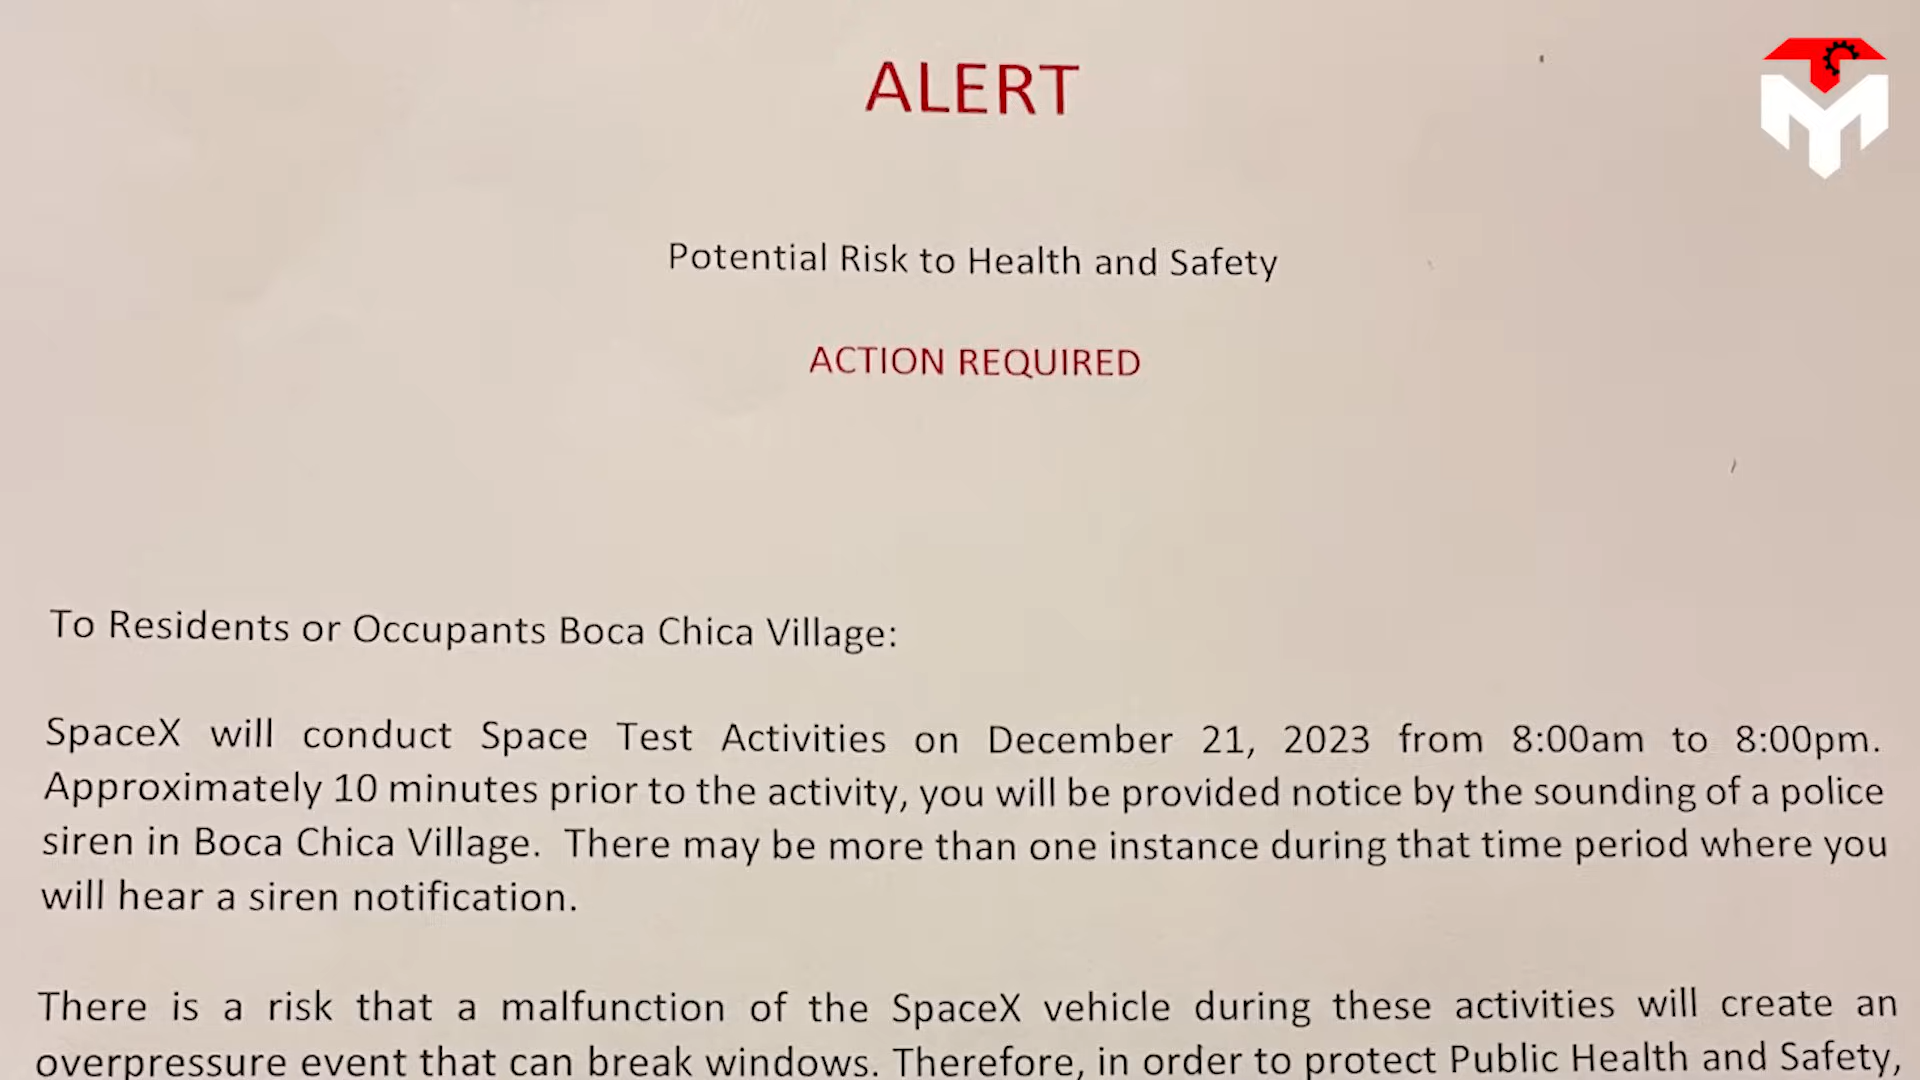 ALERT
Potential Risk to Health and Safety
ACTION REQUIRED
To Residents or Occupants Boca Chica Village:
SpaceX will conduct Space Test Activities on December 21, 2023 from 8:00am to 8:00pm.
Approximately 10 minutes prior to the activity, you will be provided notice by the sounding of a police
siren in Boca Chica Village. There may be more than one instance during that time period where you
will hear a siren notification.
There is a risk that a malfunction of the SpaceX vehicle during these activities will create an
overpressure event that can break windows. Therefore, in order to protect Public Health and Safety,